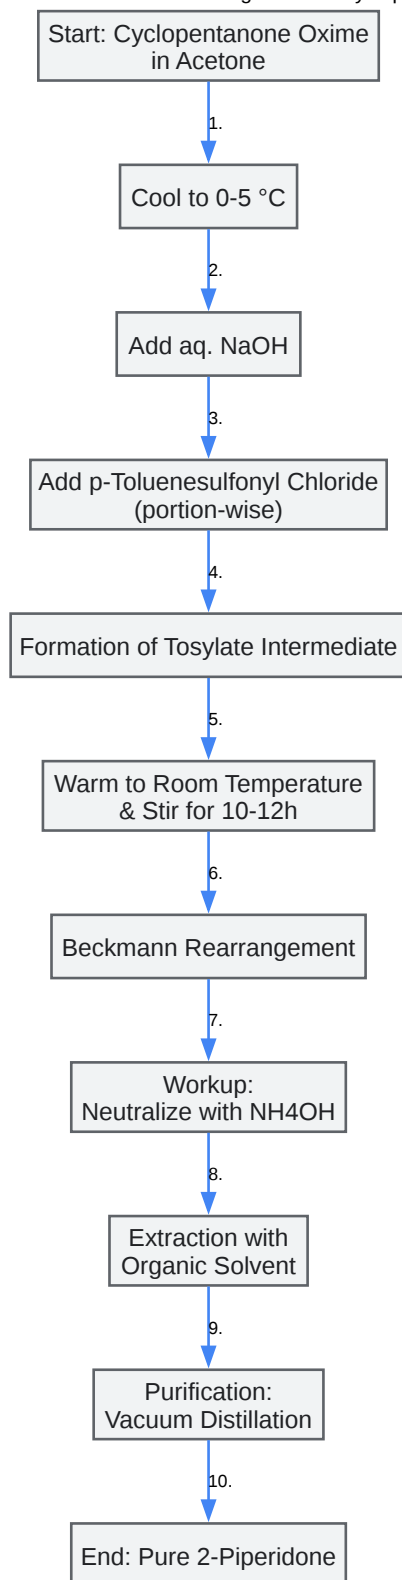 Start: Cyclopentanone Oxime
in Acetone
1.
Cool to 0-5 °C
2.
Add aq. NaOH
3.
Add p-Toluenesulfonyl Chloride
(portion-wise)
4.
Formation of Tosylate Intermediate
5.
Warm to Room Temperature
& Stir for 10-12h
6.
Beckmann Rearrangement
7.
Workup:
Neutralize with NH4OH
8.
Extraction with
Organic Solvent
9.
Purification:
Vacuum Distillation
10.
End: Pure 2-Piperidone